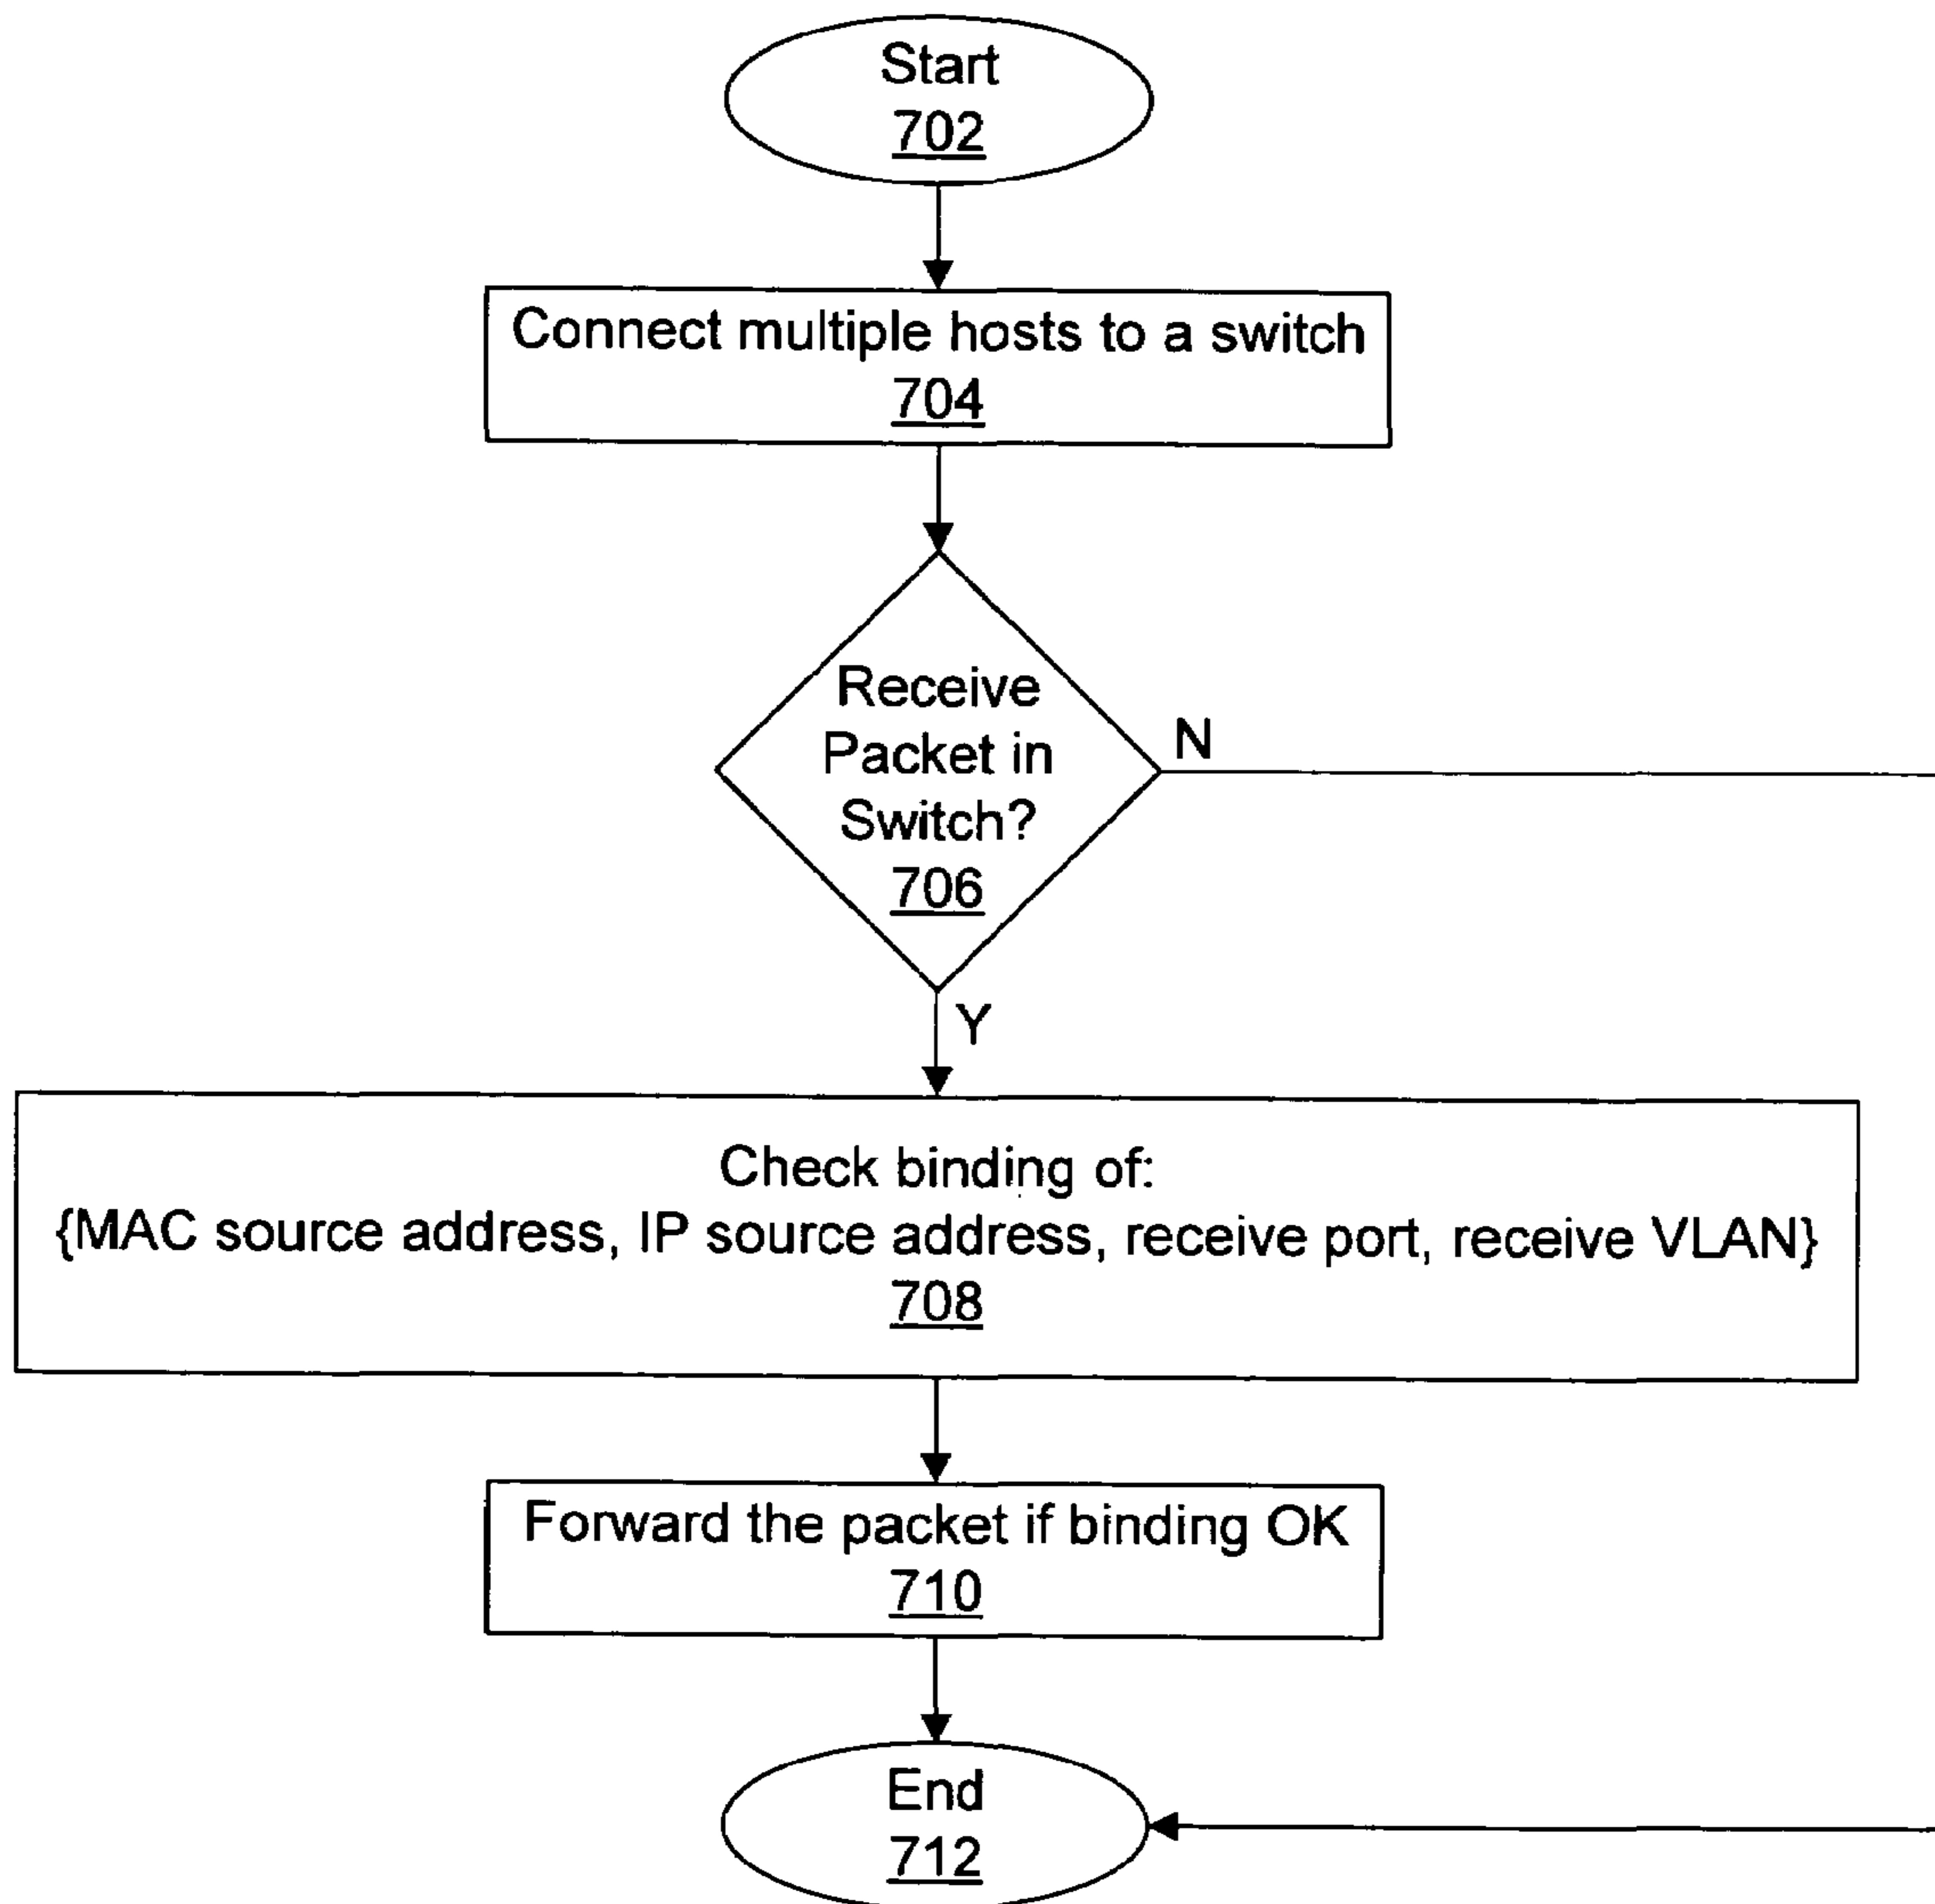 Start
702
Connect multiple hosts to a switch
704
Receive
Packet in
Switch?
706
N
Y
Check binding of:
{MAC source address, IP source address, receive port, receive VLAN}
708
Forward the packet if binding OK
710
End
712